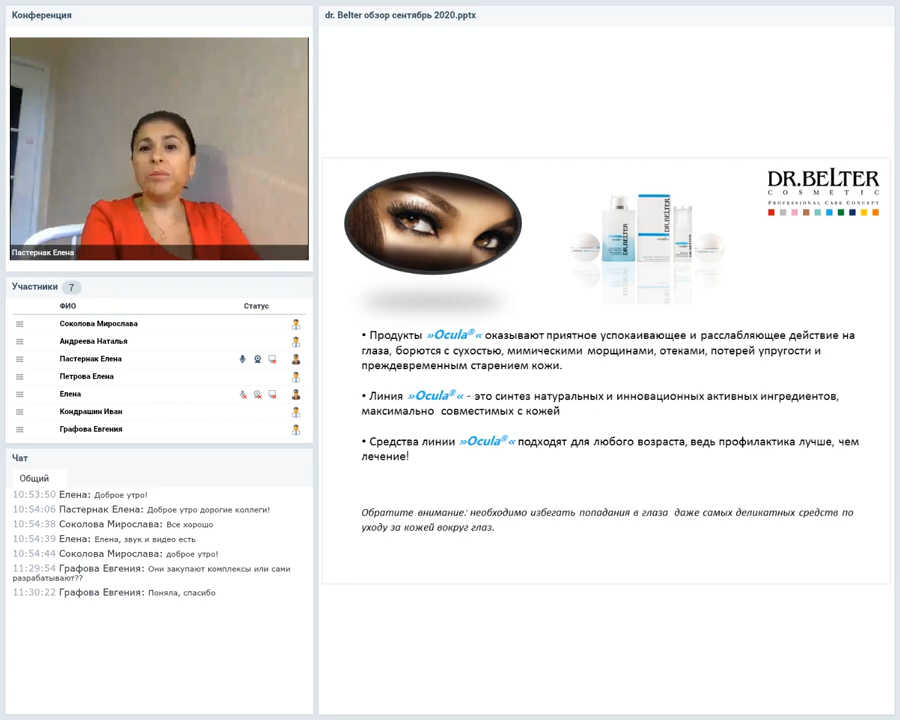 Конференция
Пастернак Елена
Участники 7
ФИО Статус
Соколова Мирослава
Андреева Наталья
Пастернак Елена
Петрова Елена
Елена
Кондрашин Иван
Графова Евгения
Чат
Общий
10:53:50 Елена: Доброе утро!
10:54:06 Пастернак Елена: Доброе утро дорогие коллеги!
10:54:38 Соколова Мирослава: Все хорошо
10:54:39 Елена: Елена, звук и видео есть
10:54:44 Соколова Мирослава: доброе утро!
11:29:54 Графова Евгения: Они закупают комплексы или сами
разрабатывают??
11:30:22 Графова Евгения: Поняла, спасибо
dr. Belter обзор сентябрь 2020.pptx
DR.BELTER
COSMETIC
PROFESSIONAL CARE CONCEPT
DR.BELTER
DR.BELTER
DR.BELTER
• Продукты »Ocula®« оказывают приятное успокаивающее и расслабляющее действие на
глаза, борются с сухостью, мимическими морщинами, отеками, потерей упругости и
преждевременным старением кожи.
• Линия »Ocula®« - это синтез натуральных и инновационных активных ингредиентов,
максимально совместимых с кожей
• Средства линии »Ocula®« подходят для любого возраста, ведь профилактика лучше, чем
лечение!
Обратите внимание: необходимо избегать попадания в глаза даже самых деликатных средств по
уходу за кожей вокруг глаз.